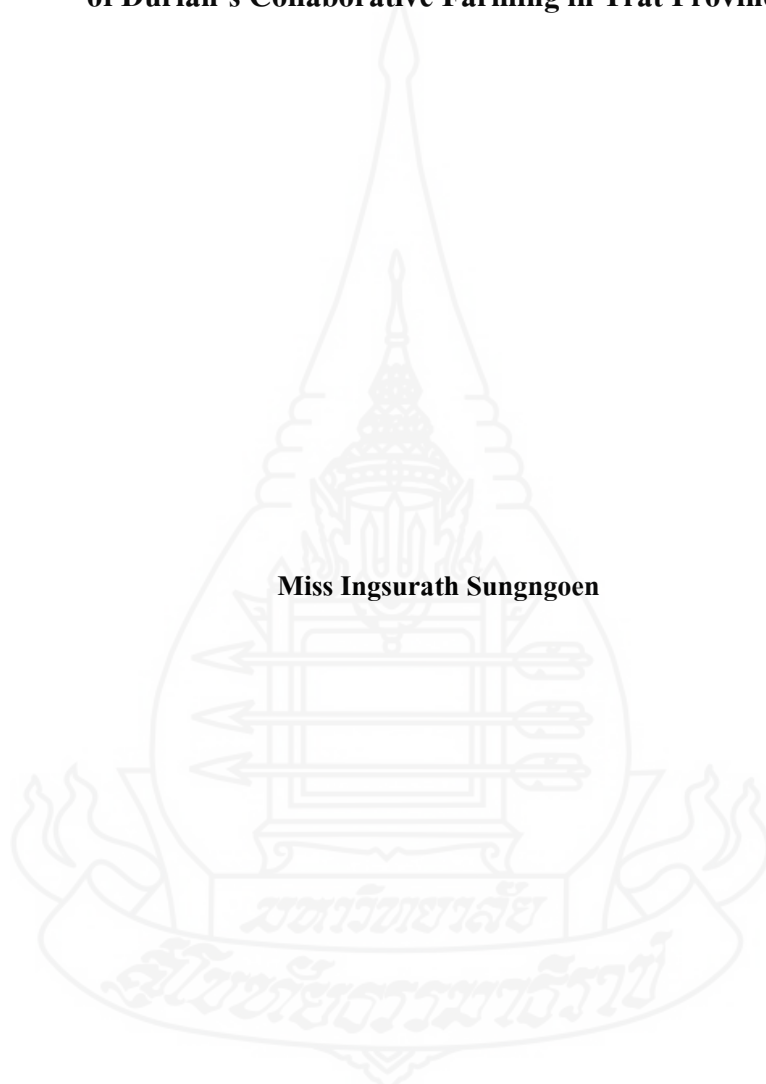 of Durian's Collaborative Farming in Trat Provinc
Miss Ingsurath Sungngoen
มหาวิทยาลัย
สุโขทัยธรรมาธิราช